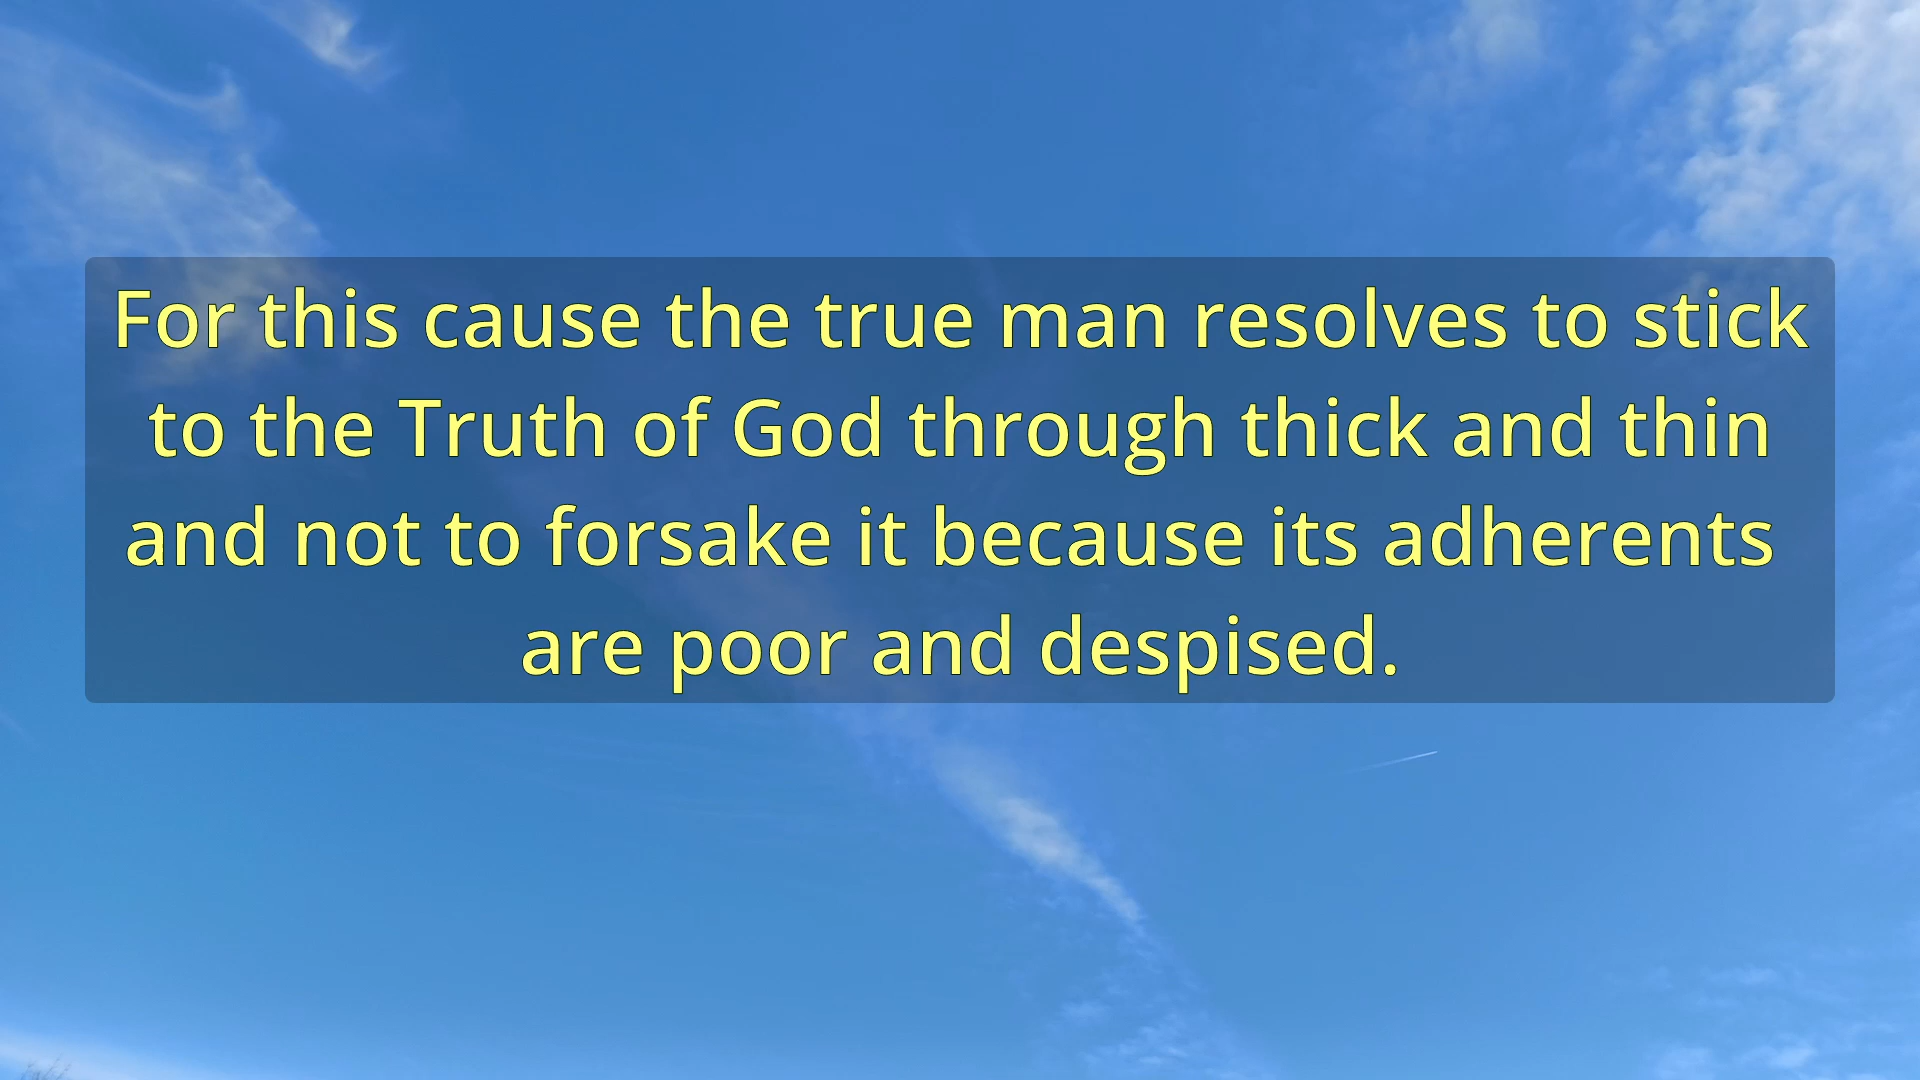 For this cause the true man resolves to stick
to the Truth of God through thick and thin
and not to forsake it because its adherents
are poor and despised.